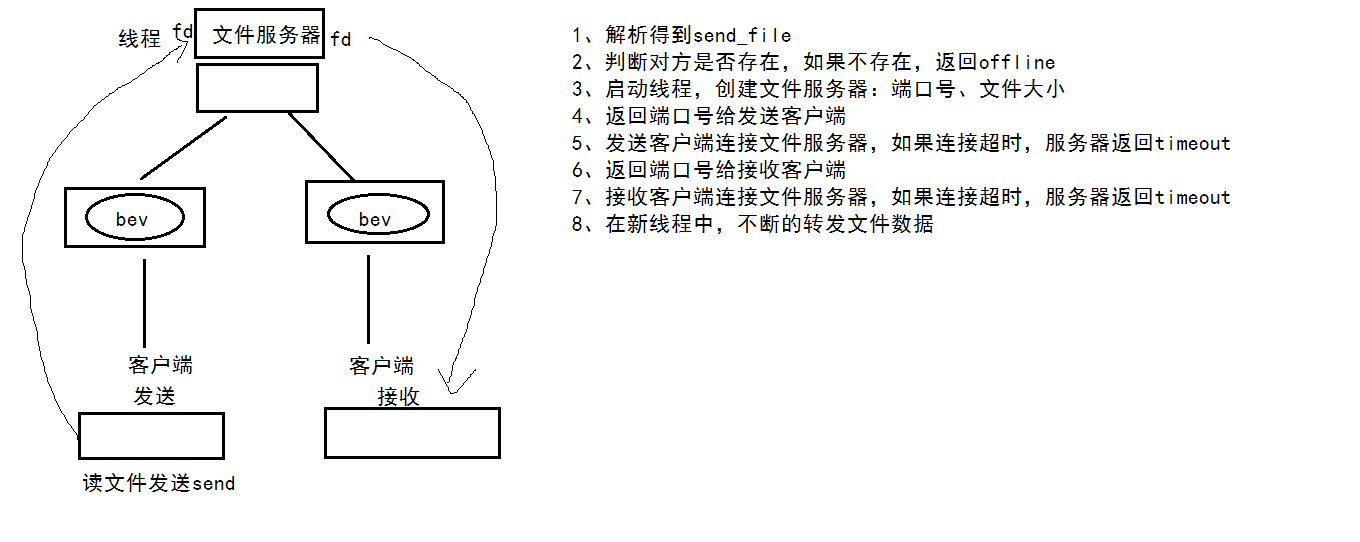 线程 fd 文件服务器 fd
bev
bev
客户端
发送
客户端
接收
读文件发送send
1、解析得到send_file
2、判断对方是否存在，如果不存在，返回offline
3、启动线程，创建文件服务器：端口号、文件大小
4、返回端口号给发送客户端
5、发送客户端连接文件服务器，如果连接超时，服务器返回timeout
6、返回端口号给接收客户端
7、接收客户端连接文件服务器，如果连接超时，服务器返回timeout
8、在新线程中，不断的转发文件数据